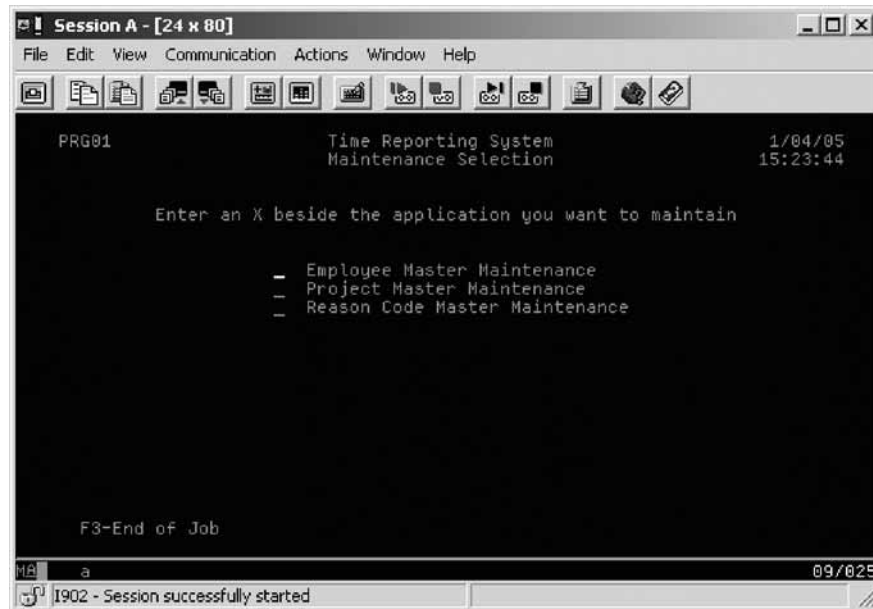 Session A - [24 x 80]
File Edit View Communication Actions Window Help
PRG01 Time Reporting System 1/04/05
Maintenance Selection 15:23:44
Enter an X beside the application you want to maintain
_ Employee Master Maintenance
_ Project Master Maintenance
_ Reason Code Master Maintenance
F3-End of Job
MA a 09/025
I902 - Session successfully started